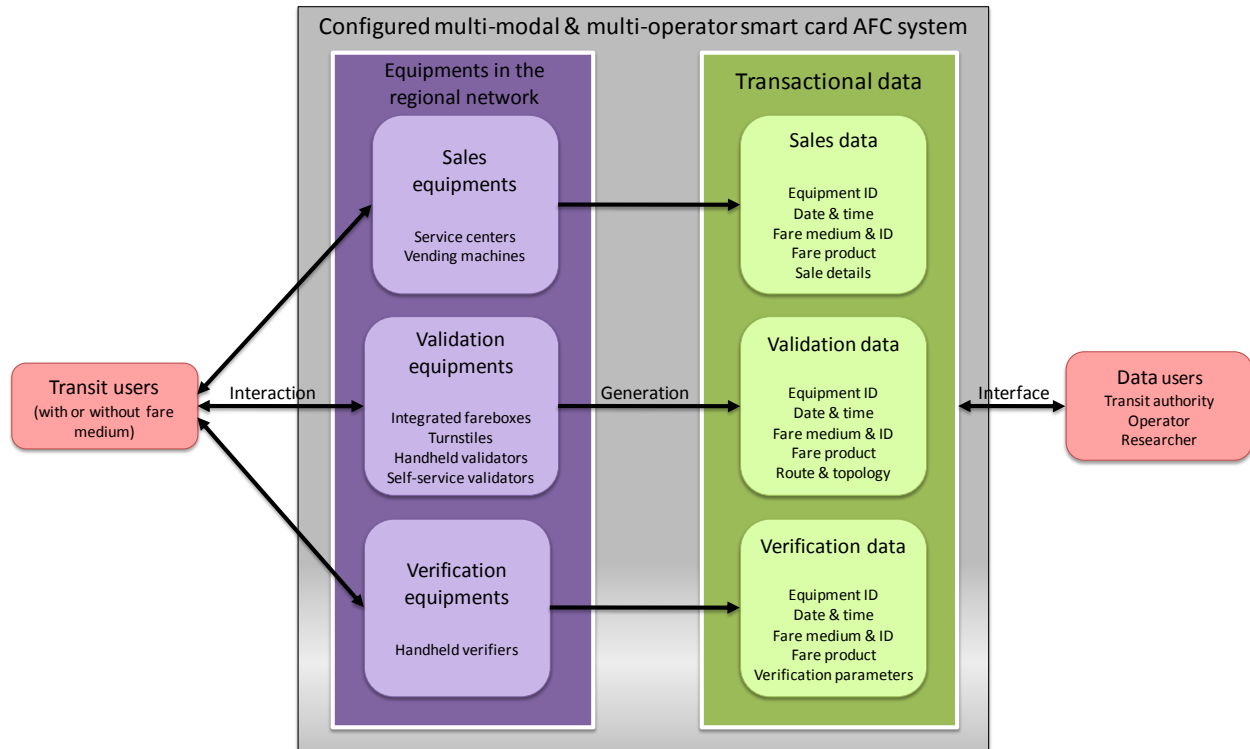 Configured multi-modal & multi-operator smart card AFC system
Equipments in the
regional network
Transactional data
Sales
equipments
Service centers
Vending machines
Sales data
Equipment ID
Date & time
Fare medium & ID
Fare product
Sale details
Transit users
(with or without fare
medium)
Interaction
Validation
equipments
Integrated fareboxes
Turnstiles
Handheld validators
Self-service validators
Generation
Validation data
Equipment ID
Date & time
Fare medium & ID
Fare product
Route & topology
Interface
Data users
Transit authority
Operator
Researcher
Verification
equipments
Handheld verifiers
Verification data
Equipment ID
Date & time
Fare medium & ID
Fare product
Verification parameters